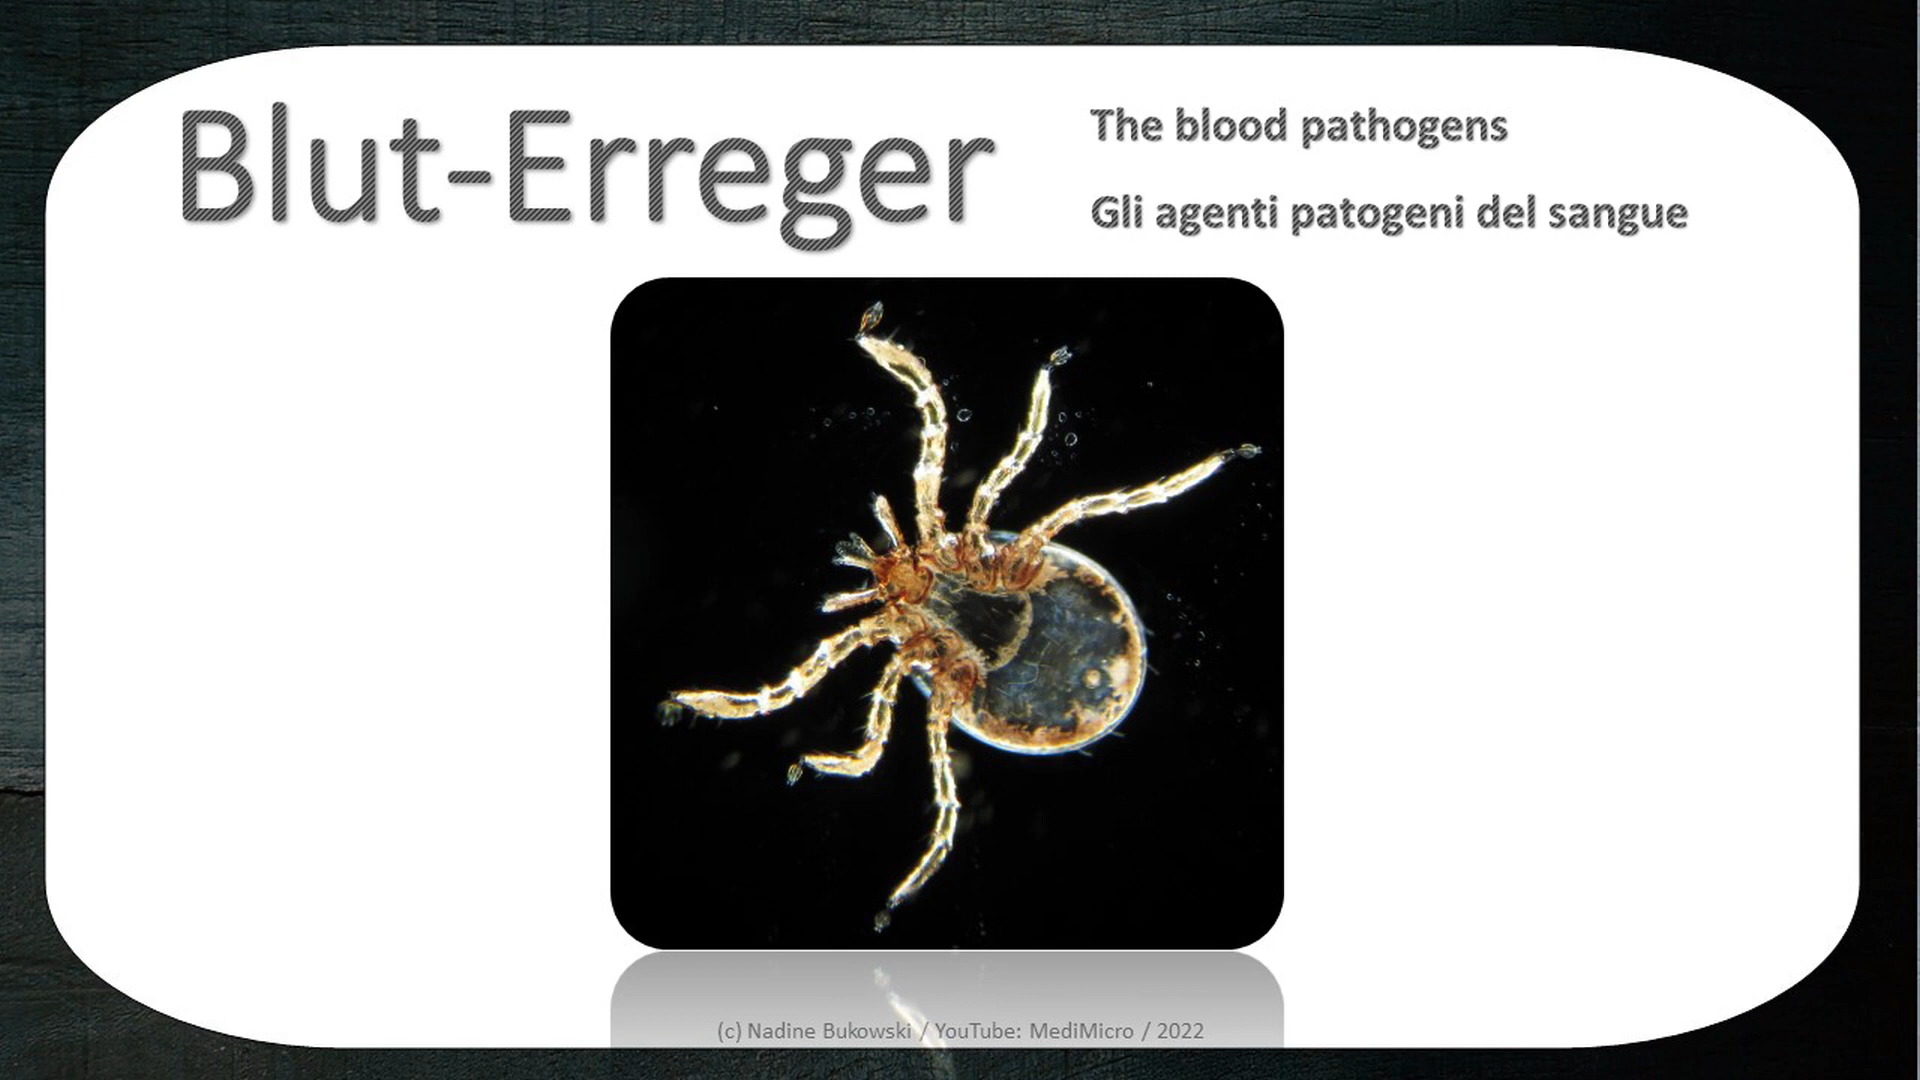 Blut-Erreger
The blood pathogens
Gli agenti patogeni del sangue
(c) Nadine Bukowski / YouTube: MediMicro / 2022